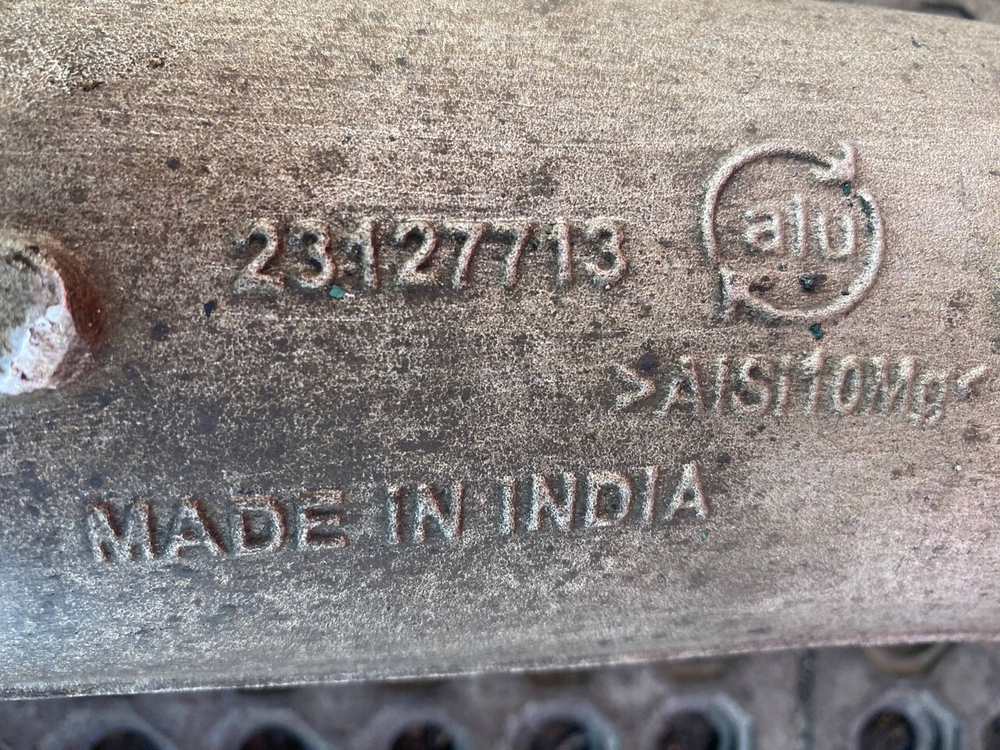 23127713
alu
>AlSi10Mg<
MADE IN INDIA